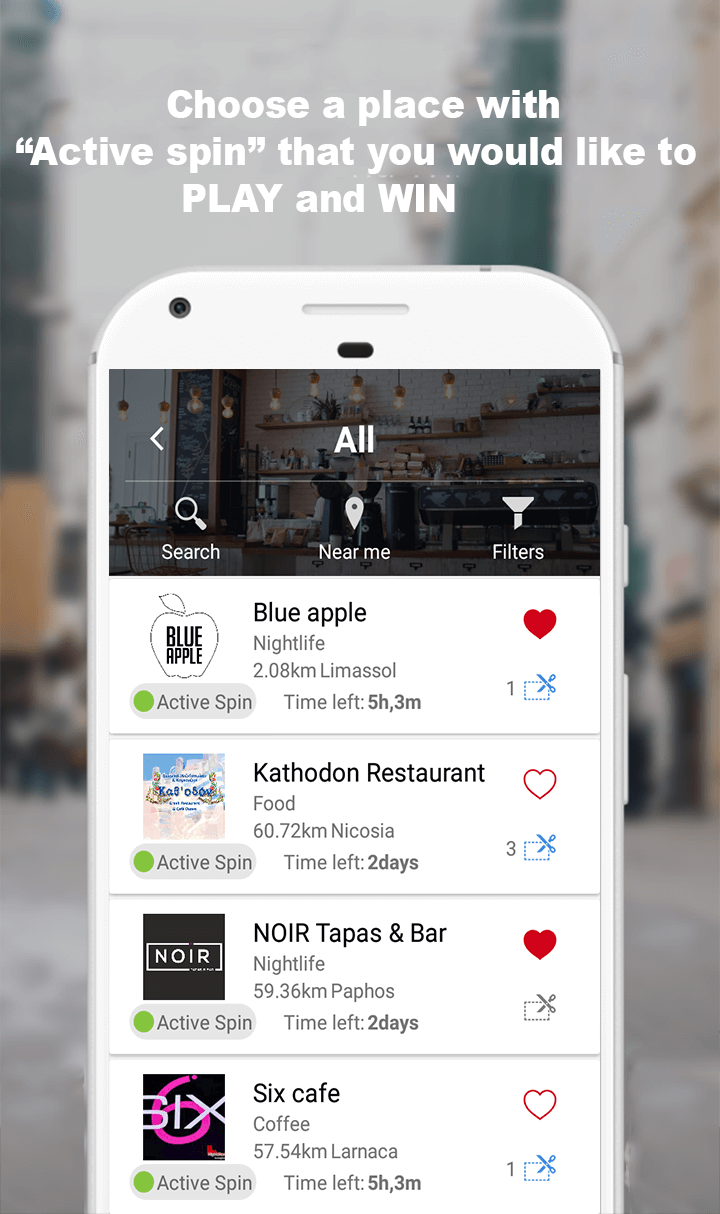 Choose a place with
“Active spin” that you would like to
PLAY and WIN
All
Search
Near me
Filters
BLUE
APPLE
Blue apple
Nightlife
2.08km Limassol
1
Active Spin
Time left: 5h,3m
Καθ'οδόν
Kathodon Restaurant
Food
60.72km Nicosia
3
Active Spin
Time left: 2days
NOIR
NOIR Tapas & Bar
Nightlife
59.36km Paphos
Active Spin
Time left: 2days
6
SIX
Six cafe
Coffee
57.54km Larnaca
1
Active Spin
Time left: 5h,3m